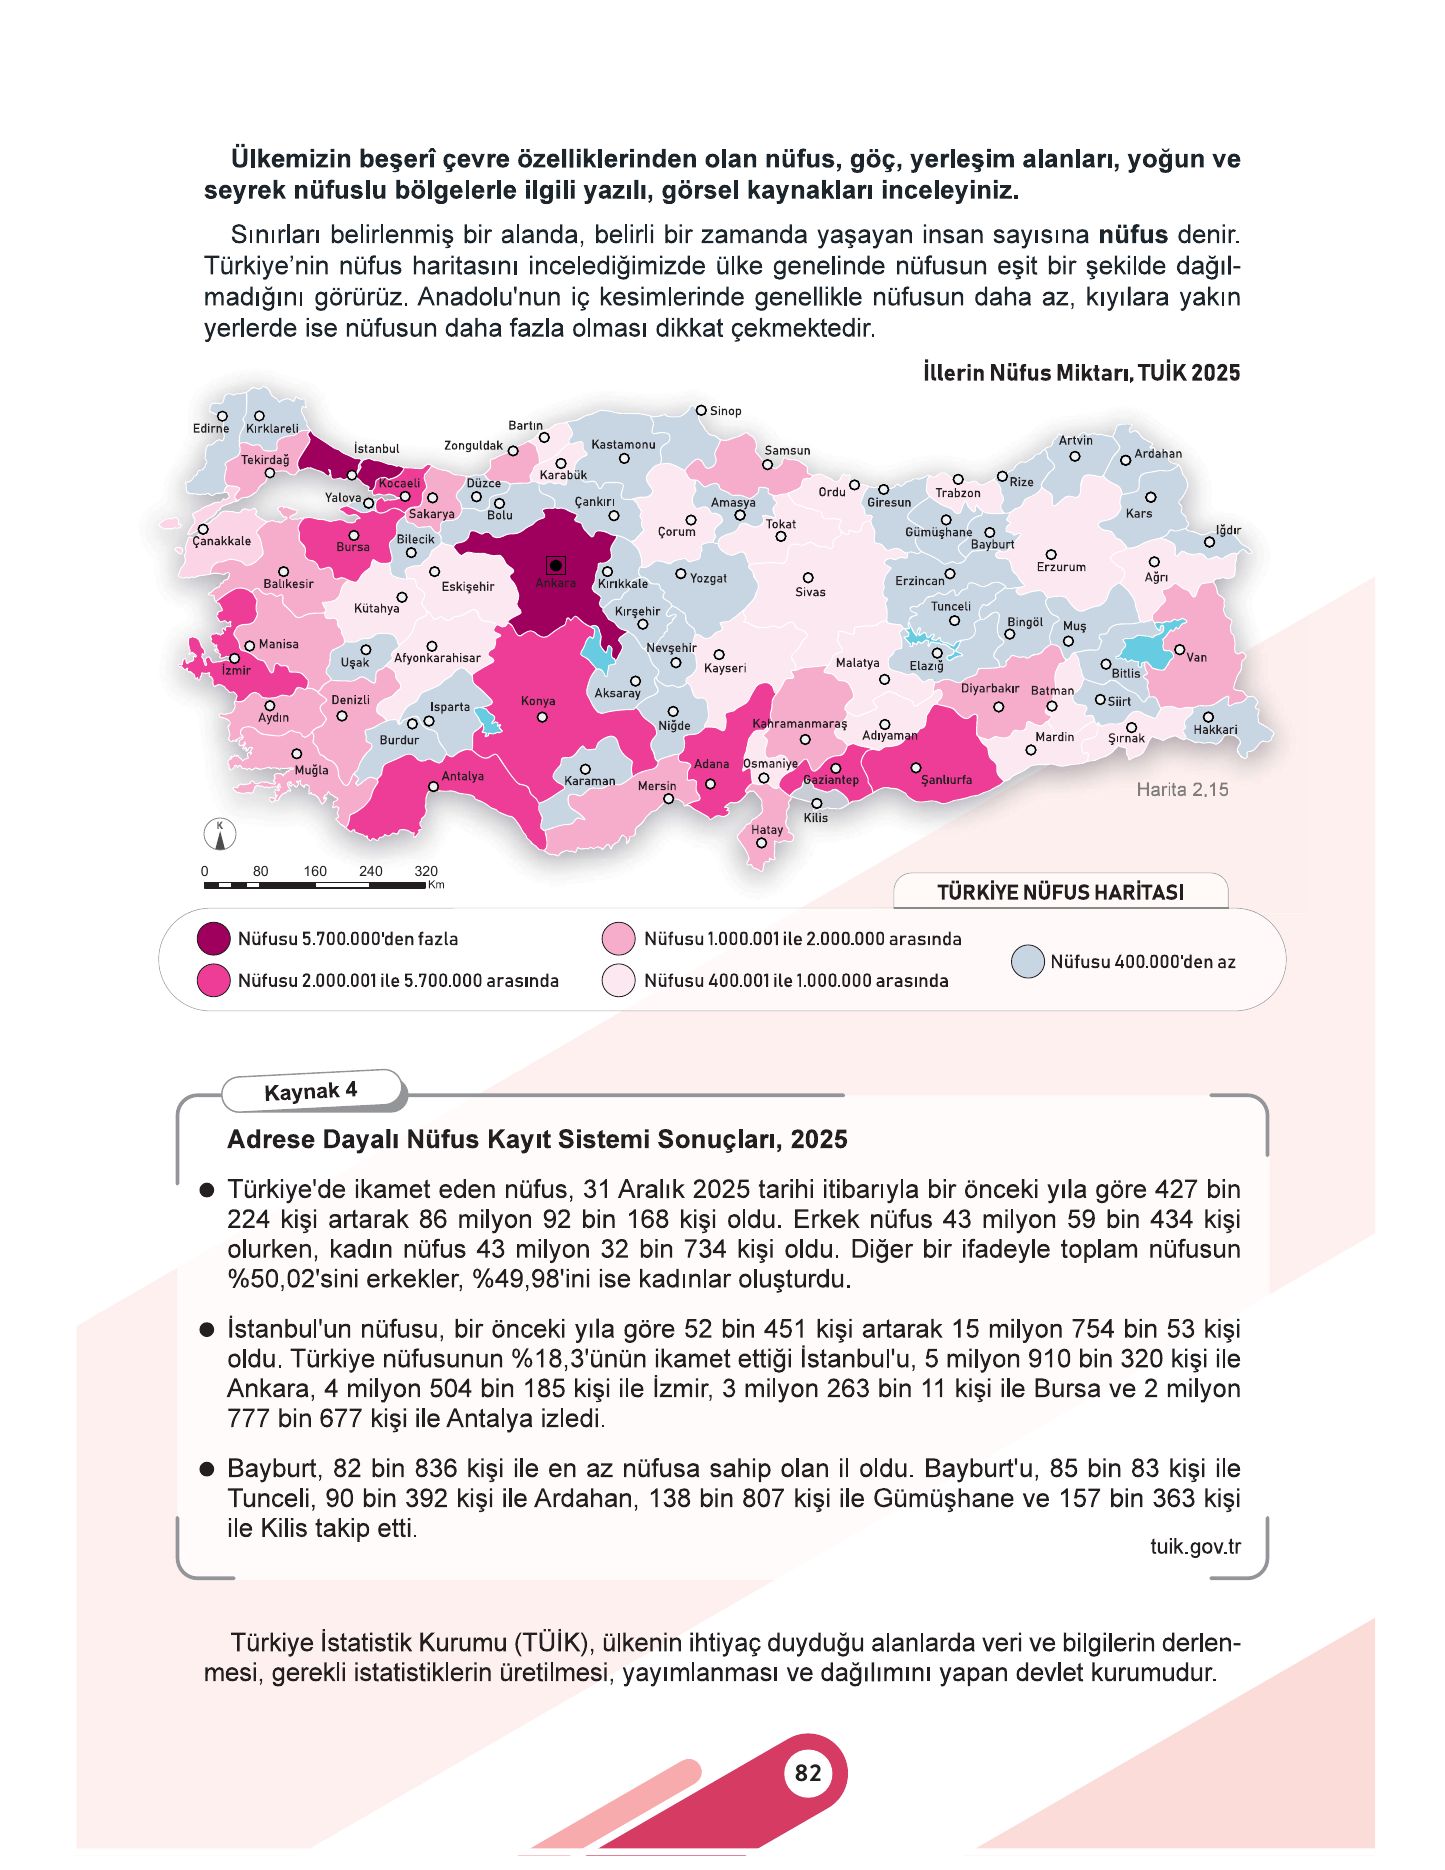 Ülkemizin beşerî çevre özelliklerinden olan nüfus, göç, yerleşim alanları, yoğun ve
seyrek nüfuslu bölgelerle ilgili yazılı, görsel kaynakları inceleyiniz.
Sınırları belirlenmiş bir alanda, belirli bir zamanda yaşayan insan sayısına nüfus denir.
Türkiye’nin nüfus haritasını incelediğimizde ülke genelinde nüfusun eşit bir şekilde dağıl-
madığını görürüz. Anadolu'nun iç kesimlerinde genellikle nüfusun daha az, kıyılara yakın
yerlerde ise nüfusun daha fazla olması dikkat çekmektedir.
İllerin Nüfus Miktarı, TUİK 2025
Edirne
Kırklareli
Tekirdağ
İstanbul
Kocaeli
Yalova
Sakarya
Zonguldak
Bartın
Karabük
Kastamonu
Sinop
Samsun
Düzce
Bolu
Çankırı
Çorum
Amasya
Tokat
Ordu
Giresun
Trabzon
Rize
Artvin
Ardahan
Kars
Iğdır
Gümüşhane
Bayburt
Erzurum
Ağrı
Çanakkale
Bursa
Bilecik
Balıkesir
Kütahya
Eskişehir
Ankara
Kırıkkale
Yozgat
Sivas
Erzincan
Tunceli
Bingöl
Muş
Kırşehir
Nevşehir
Kayseri
Malatya
Elazığ
Bitlis
Van
Manisa
İzmir
Uşak
Afyonkarahisar
Aydın
Denizli
Isparta
Burdur
Konya
Aksaray
Niğde
Kahramanmaraş
Adıyaman
Diyarbakır
Batman
Siirt
Mardin
Şırnak
Hakkari
Muğla
Antalya
Karaman
Mersin
Adana
Osmaniye
Gaziantep
Şanlıurfa
Kilis
Hatay
Harita 2.15
K
0 80 160 240 320
Km
TÜRKİYE NÜFUS HARİTASI
Nüfusu 5.700.000'den fazla
Nüfusu 2.000.001 ile 5.700.000 arasında
Nüfusu 1.000.001 ile 2.000.000 arasında
Nüfusu 400.001 ile 1.000.000 arasında
Nüfusu 400.000'den az
Kaynak 4
Adrese Dayalı Nüfus Kayıt Sistemi Sonuçları, 2025
● Türkiye'de ikamet eden nüfus, 31 Aralık 2025 tarihi itibarıyla bir önceki yıla göre 427 bin
224 kişi artarak 86 milyon 92 bin 168 kişi oldu. Erkek nüfus 43 milyon 59 bin 434 kişi
olurken, kadın nüfus 43 milyon 32 bin 734 kişi oldu. Diğer bir ifadeyle toplam nüfusun
%50,02'sini erkekler, %49,98'ini ise kadınlar oluşturdu.
● İstanbul'un nüfusu, bir önceki yıla göre 52 bin 451 kişi artarak 15 milyon 754 bin 53 kişi
oldu. Türkiye nüfusunun %18,3'ünün ikamet ettiği İstanbul'u, 5 milyon 910 bin 320 kişi ile
Ankara, 4 milyon 504 bin 185 kişi ile İzmir, 3 milyon 263 bin 11 kişi ile Bursa ve 2 milyon
777 bin 677 kişi ile Antalya izledi.
● Bayburt, 82 bin 836 kişi ile en az nüfusa sahip olan il oldu. Bayburt'u, 85 bin 83 kişi ile
Tunceli, 90 bin 392 kişi ile Ardahan, 138 bin 807 kişi ile Gümüşhane ve 157 bin 363 kişi
ile Kilis takip etti.
tuik.gov.tr
Türkiye İstatistik Kurumu (TÜİK), ülkenin ihtiyaç duyduğu alanlarda veri ve bilgilerin derlen-
mesi, gerekli istatistiklerin üretilmesi, yayımlanması ve dağılımını yapan devlet kurumudur.
82